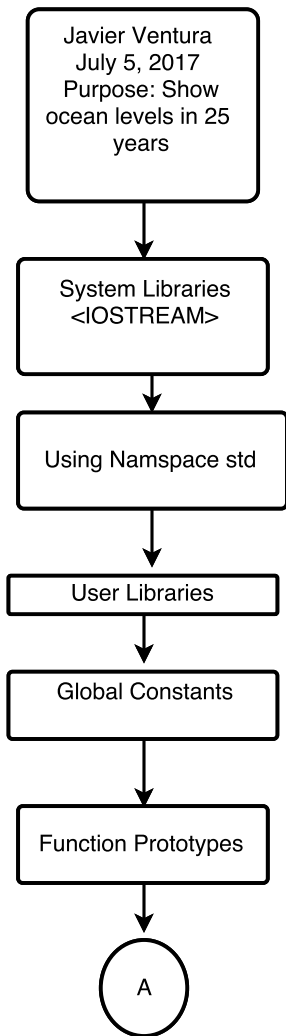 Javier Ventura
July 5, 2017
Purpose: Show
ocean levels in 25
years
System Libraries
<IOSTREAM>
Using Namspace std
User Libraries
Global Constants
Function Prototypes
A